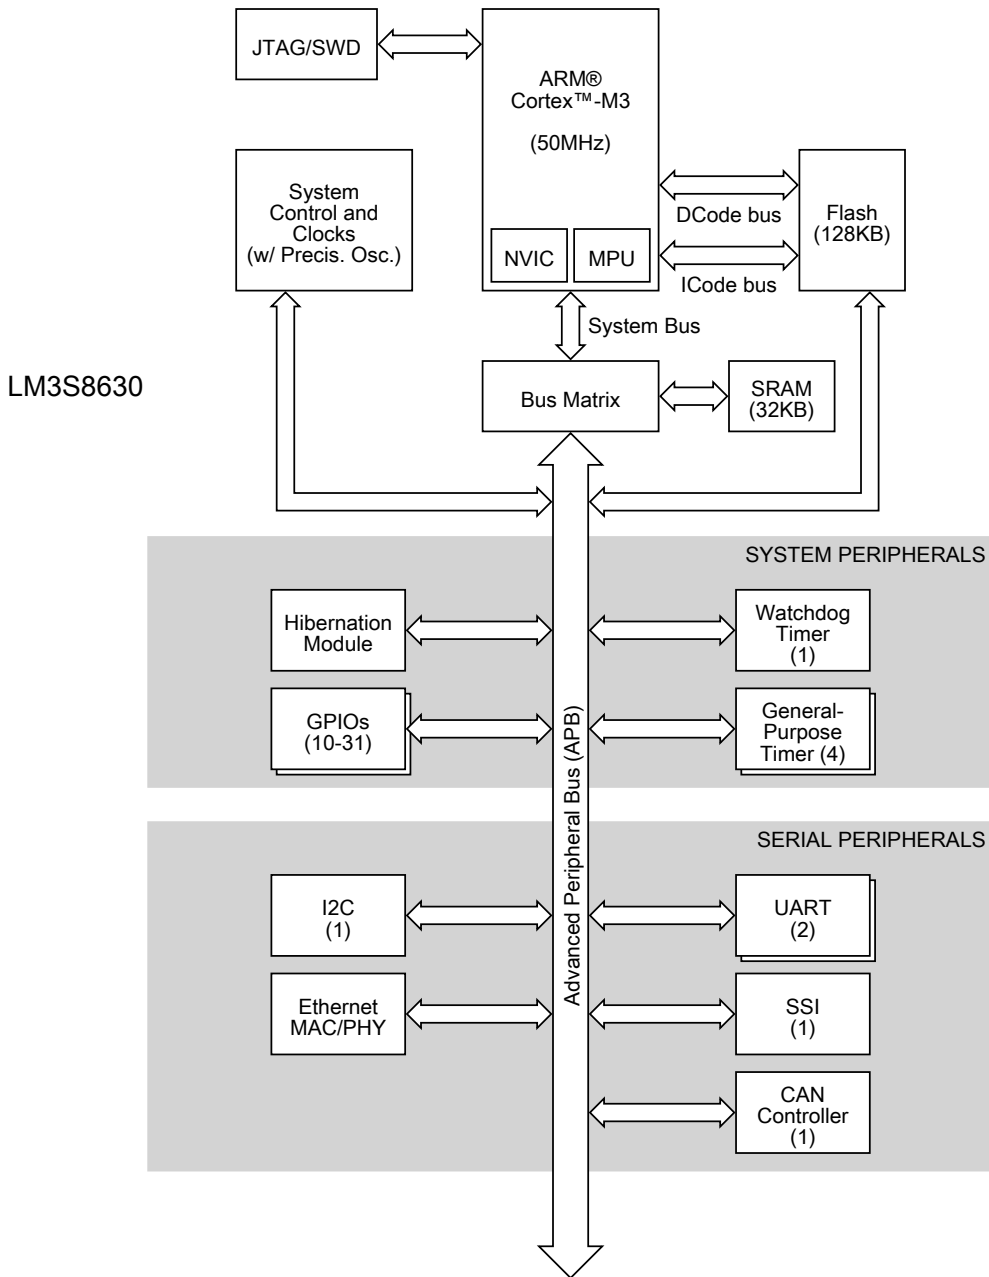 JTAG/SWD
ARM®
Cortex™-M3
(50MHz)
NVIC
MPU
System
Control and
Clocks
(w/ Precis. Osc.)
DCode bus
ICode bus
Flash
(128KB)
System Bus
LM3S8630
Bus Matrix
SRAM
(32KB)
SYSTEM PERIPHERALS
Hibernation
Module
Watchdog
Timer
(1)
GPIOs
(10-31)
General-
Purpose
Timer (4)
Advanced Peripheral Bus (APB)
SERIAL PERIPHERALS
I2C
(1)
UART
(2)
Ethernet
MAC/PHY
SSI
(1)
CAN
Controller
(1)